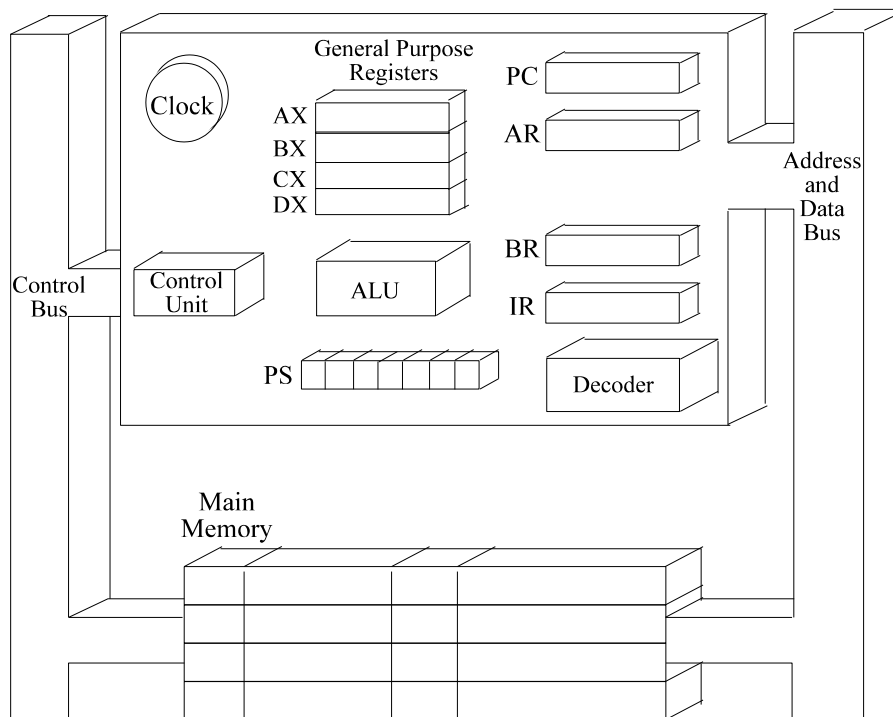 General Purpose
Registers
Clock
AX
BX
CX
DX
PC
AR
BR
IR
Address
and
Data
Bus
Control
Bus
Control
Unit
ALU
PS
Decoder
Main
Memory